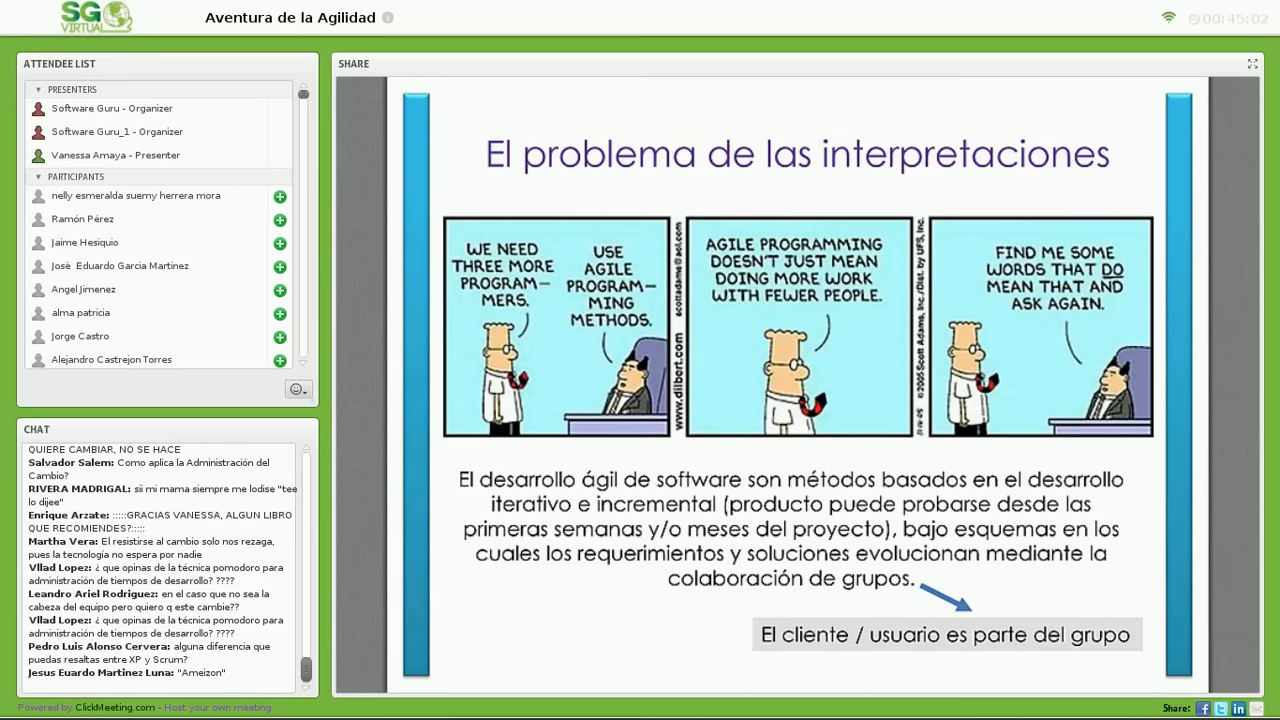 SG
VIRTUAL
Aventura de la Agilidad
00:45:02
ATTENDEE LIST
PRESENTERS
Software Guru - Organizer
Software Guru_1 - Organizer
Vanessa Amaya - Presenter
PARTICIPANTS
nelly esmeralda suemy herrera mora
Ramón Pérez
Jaime Hesiquio
Josè Eduardo Garcia Martinez
Angel Jimenez
alma patricia
Jorge Castro
Alejandro Castrejon Torres
CHAT
QUIERE CAMBIAR, NO SE HACE
Salvador Salem: Como aplica la Administración del
Cambio?
RIVERA MADRIGAL: sii mi mama siempre me lodise "tee
lo dijee"
Enrique Arzate: :::::GRACIAS VANESSA, ALGUN LIBRO
QUE RECOMIENDES?:::::
Martha Vera: El resistirse al cambio solo nos rezaga,
pues la tecnología no espera por nadie
Vllad Lopez: ¿ que opinas de la técnica pomodoro para
administración de tiempos de desarrollo? ????
Leandro Ariel Rodriguez: en el caso que no sea la
cabeza del equipo pero quiero q este cambie??
Vllad Lopez: ¿ que opinas de la técnica pomodoro para
administración de tiempos de desarrollo? ????
Pedro Luis Alonso Cervera: alguna diferencia que
puedas resaltas entre XP y Scrum?
Jesus Euardo Martinez Luna: "Ameizon"
SHARE
El problema de las interpretaciones
WE NEED
THREE MORE
PROGRAM-
MERS.
USE
AGILE
PROGRAM-
MING
METHODS.
www.dilbert.com
scottadams@aol.com
AGILE PROGRAMMING
DOESN'T JUST MEAN
DOING MORE WORK
WITH FEWER PEOPLE.
©2005 Scott Adams, Inc./Dist. by UFS, Inc.
FIND ME SOME
WORDS THAT DO
MEAN THAT AND
ASK AGAIN.
El desarrollo ágil de software son métodos basados en el desarrollo
iterativo e incremental (producto puede probarse desde las
primeras semanas y/o meses del proyecto), bajo esquemas en los
cuales los requerimientos y soluciones evolucionan mediante la
colaboración de grupos.
El cliente / usuario es parte del grupo
Powered by ClickMeeting.com - Host your own meeting
Share: